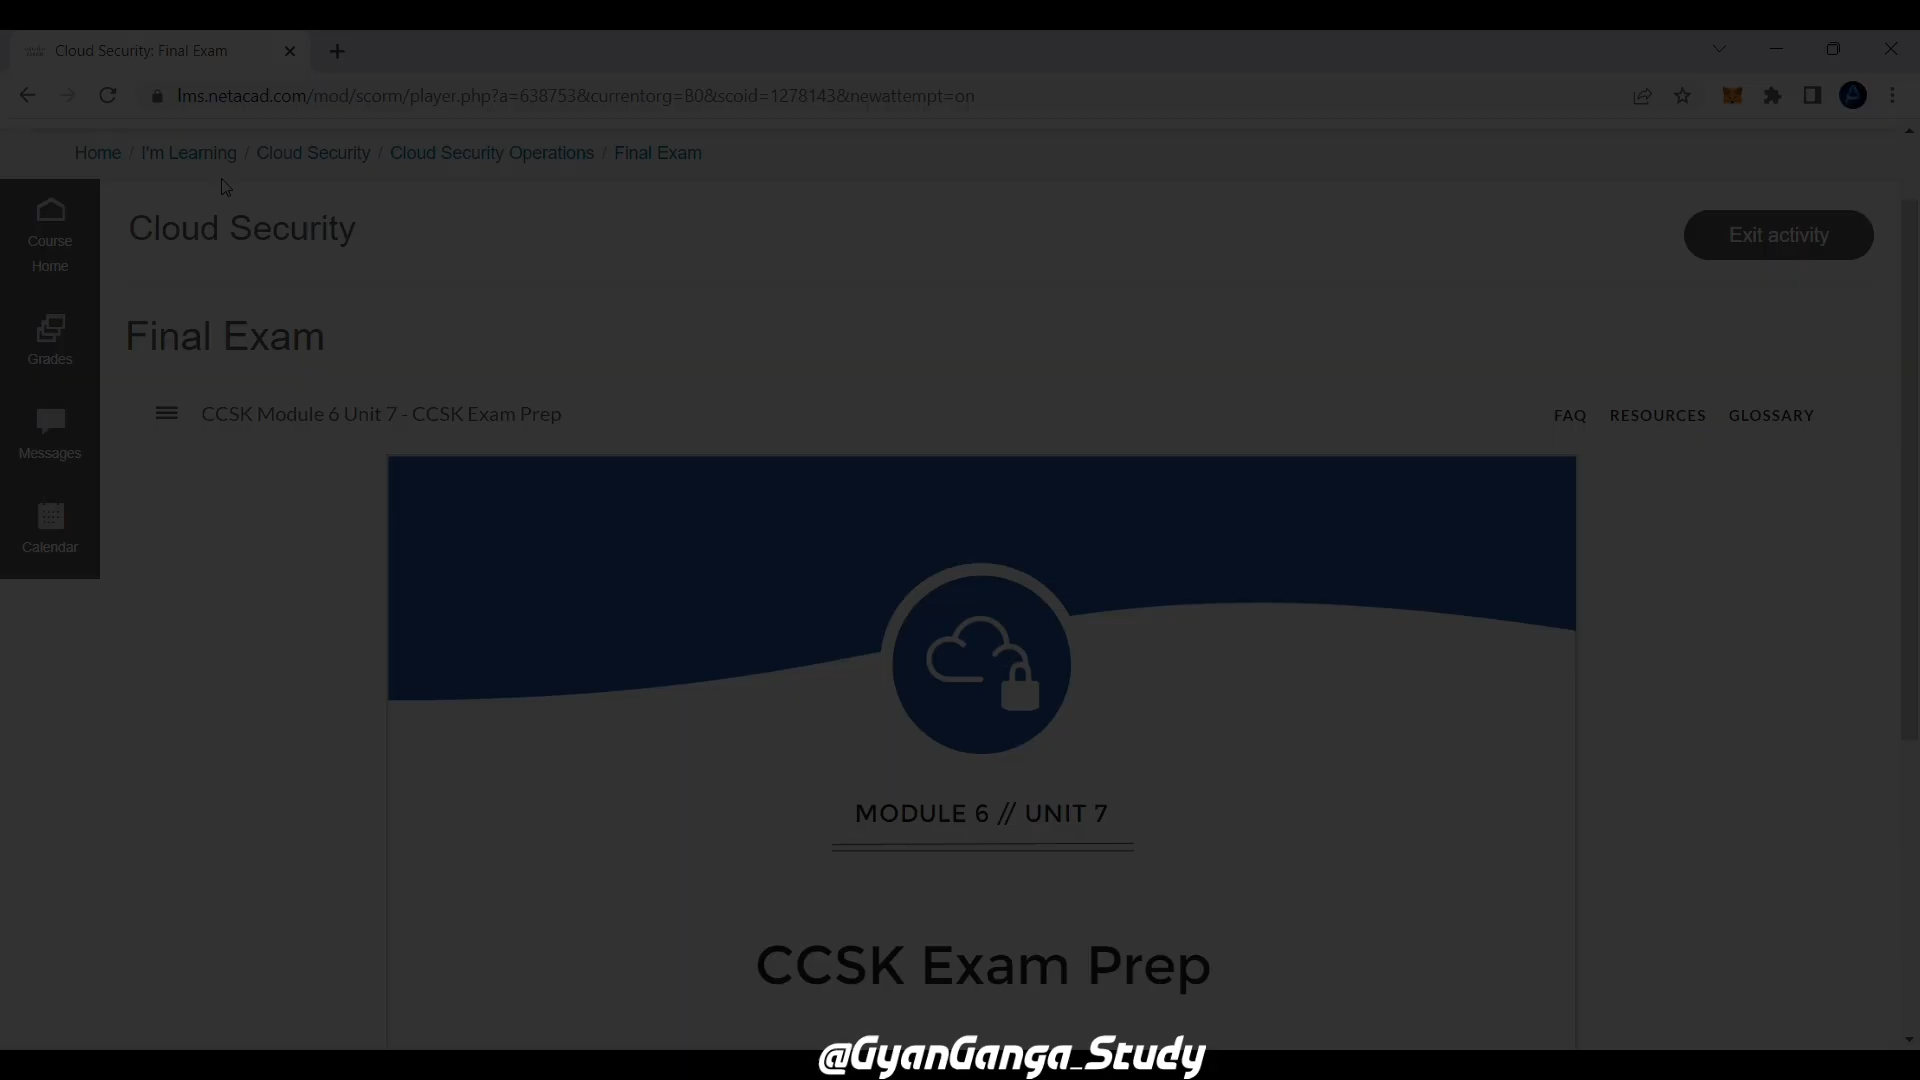 Cloud Security: Final Exam
lms.netacad.com/mod/scorm/player.php?a=638753&currentorg=B0&scoid=1278143&newattempt=on
Home / I'm Learning / Cloud Security / Cloud Security Operations / Final Exam
Course
Home
Grades
Messages
Calendar
Cloud Security
Exit activity
Final Exam
CCSK Module 6 Unit 7 - CCSK Exam Prep
FAQ RESOURCES GLOSSARY
MODULE 6 // UNIT 7
CCSK Exam Prep
@GyanGanga_Study